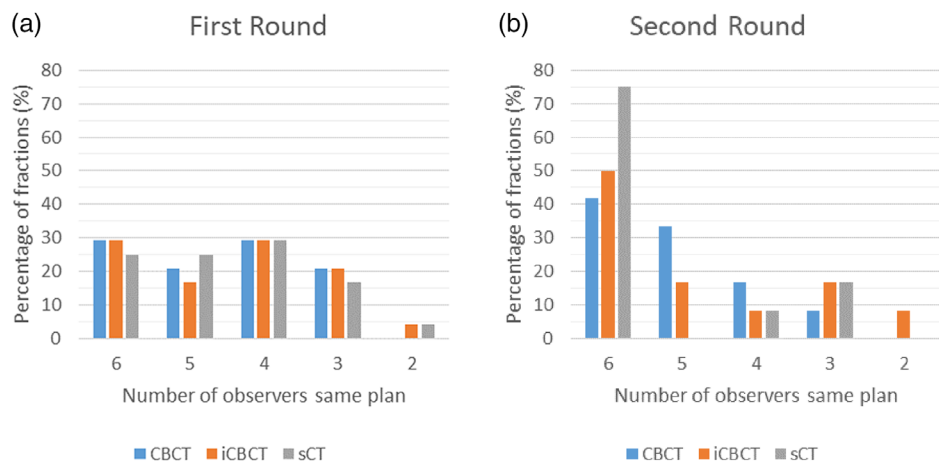 (a) First Round
Percentage of fractions (%)
80
70
60
50
40
30
20
10
0
6 5 4 3 2
Number of observers same plan
CBCT iCBCT sCT
(b) Second Round
Percentage of fractions (%)
80
70
60
50
40
30
20
10
0
6 5 4 3 2
Number of observers same plan
CBCT iCBCT sCT